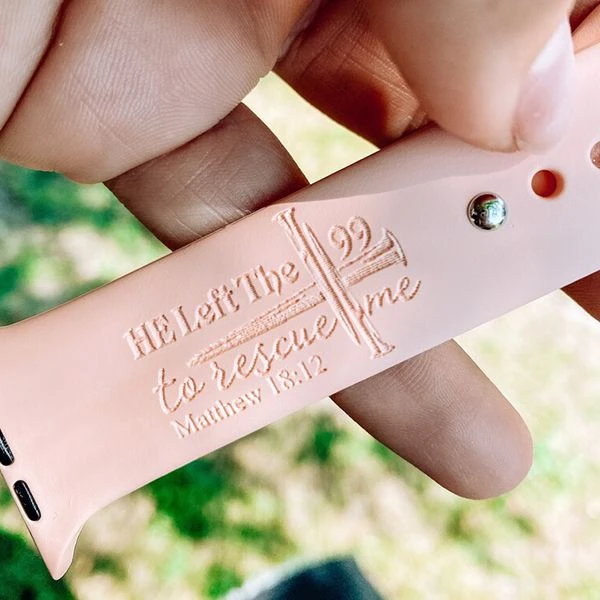 HE Left The 99
to rescue me
Matthew 18:12